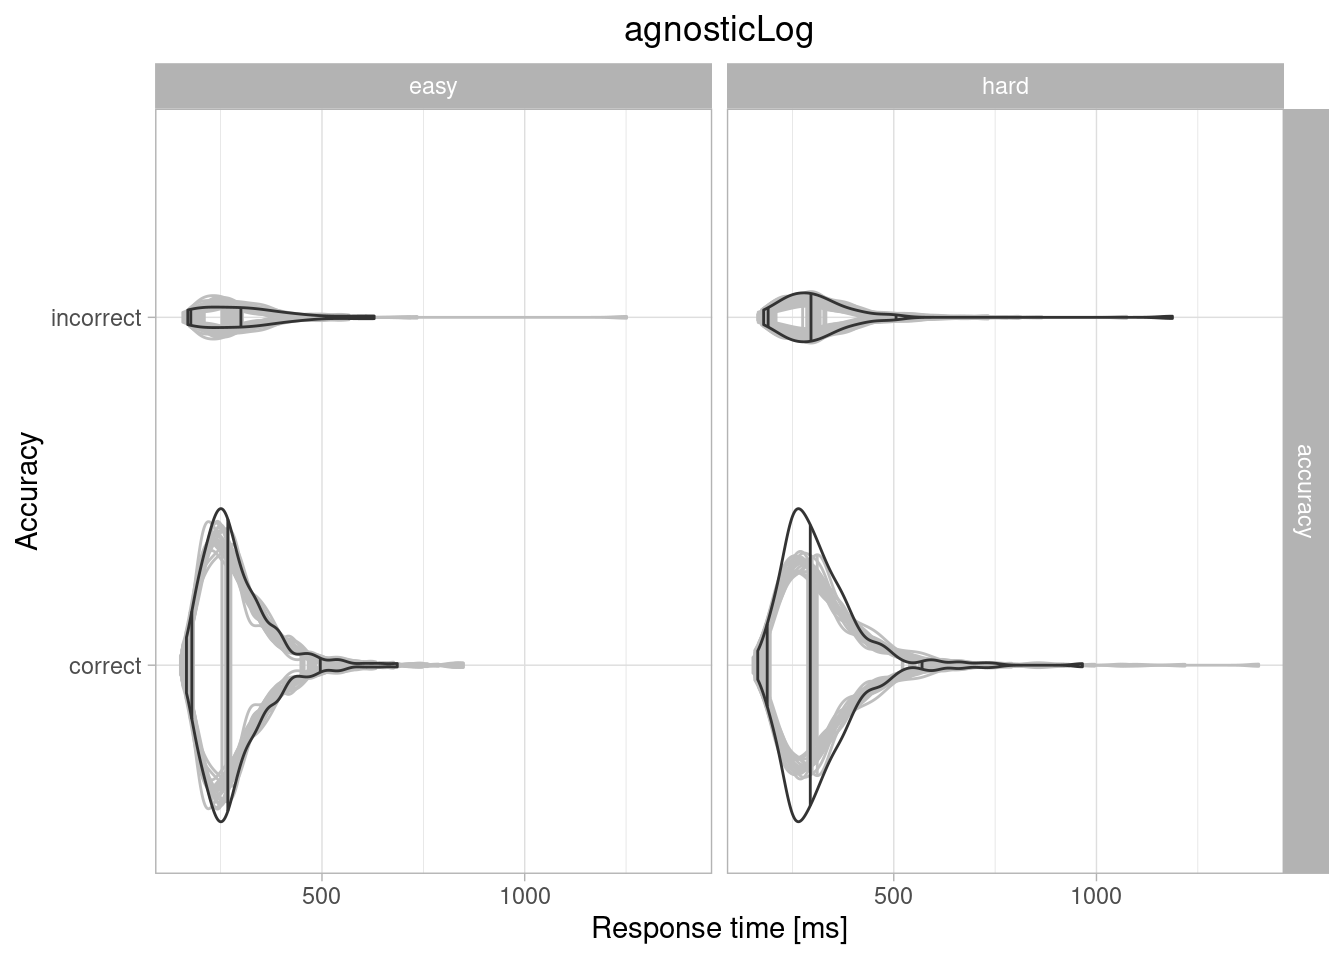 agnosticLog
easy
hard
accuracy
Accuracy
incorrect
correct
500
1000
500
1000
Response time [ms]